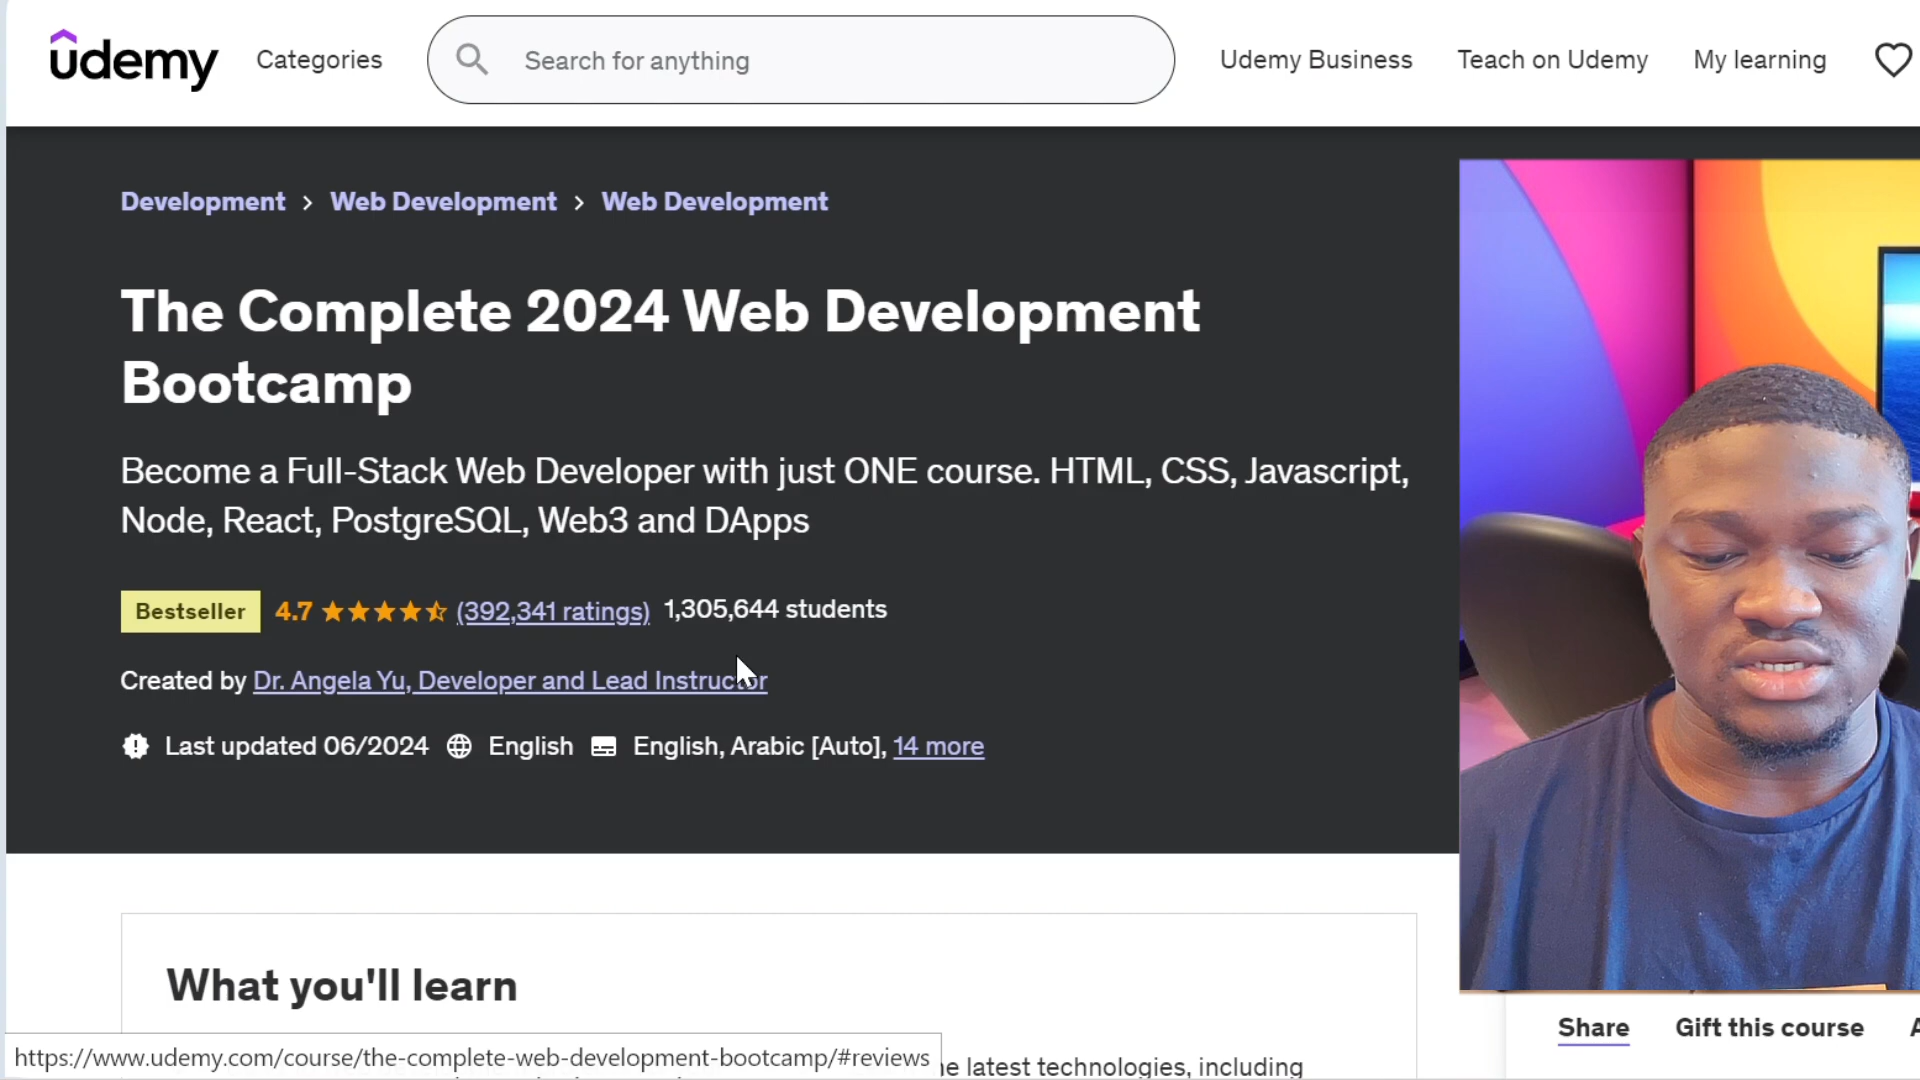 udemy
Categories
Search for anything
Udemy Business
Teach on Udemy
My learning
Development > Web Development > Web Development
The Complete 2024 Web Development
Bootcamp
Become a Full-Stack Web Developer with just ONE course. HTML, CSS, Javascript,
Node, React, PostgreSQL, Web3 and DApps
Bestseller 4.7 (392,341 ratings) 1,305,644 students
Created by Dr. Angela Yu, Developer and Lead Instructor
Last updated 06/2024 English English, Arabic [Auto], 14 more
What you'll learn
Share
Gift this course
https://www.udemy.com/course/the-complete-web-development-bootcamp/#reviews
latest technologies, including